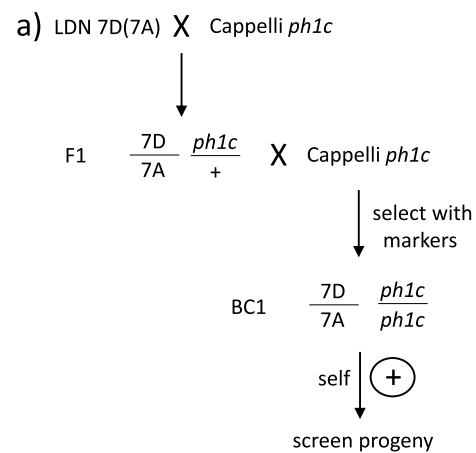 a) LDN 7D(7A) X Cappelli ph1c
F1 7D/7A ph1c/+ X Cappelli ph1c
select with
markers
BC1 7D/7A ph1c/ph1c
self +
screen progeny